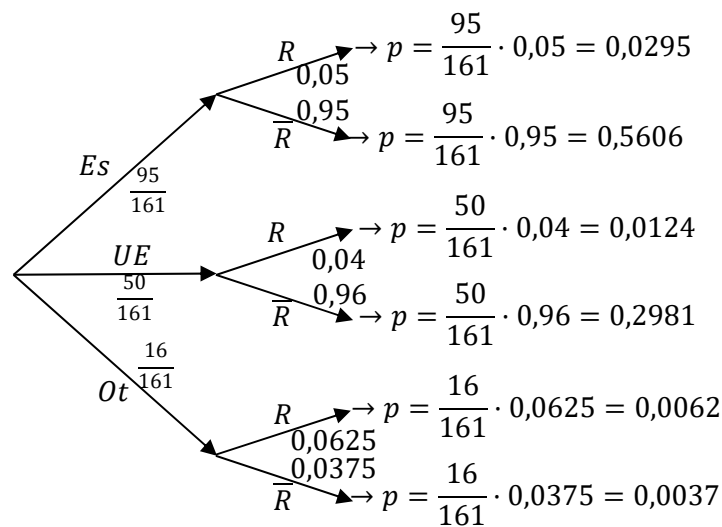 R → p = 95/161 · 0,05 = 0,0295
0,05
0,95
R̅ → p = 95/161 · 0,95 = 0,5606
Es
95/161
R → p = 50/161 · 0,04 = 0,0124
0,04
UE
50/161
0,96
R̅ → p = 50/161 · 0,96 = 0,2981
16/161
Ot
R → p = 16/161 · 0,0625 = 0,0062
0,0625
0,0375
R̅ → p = 16/161 · 0,0375 = 0,0037